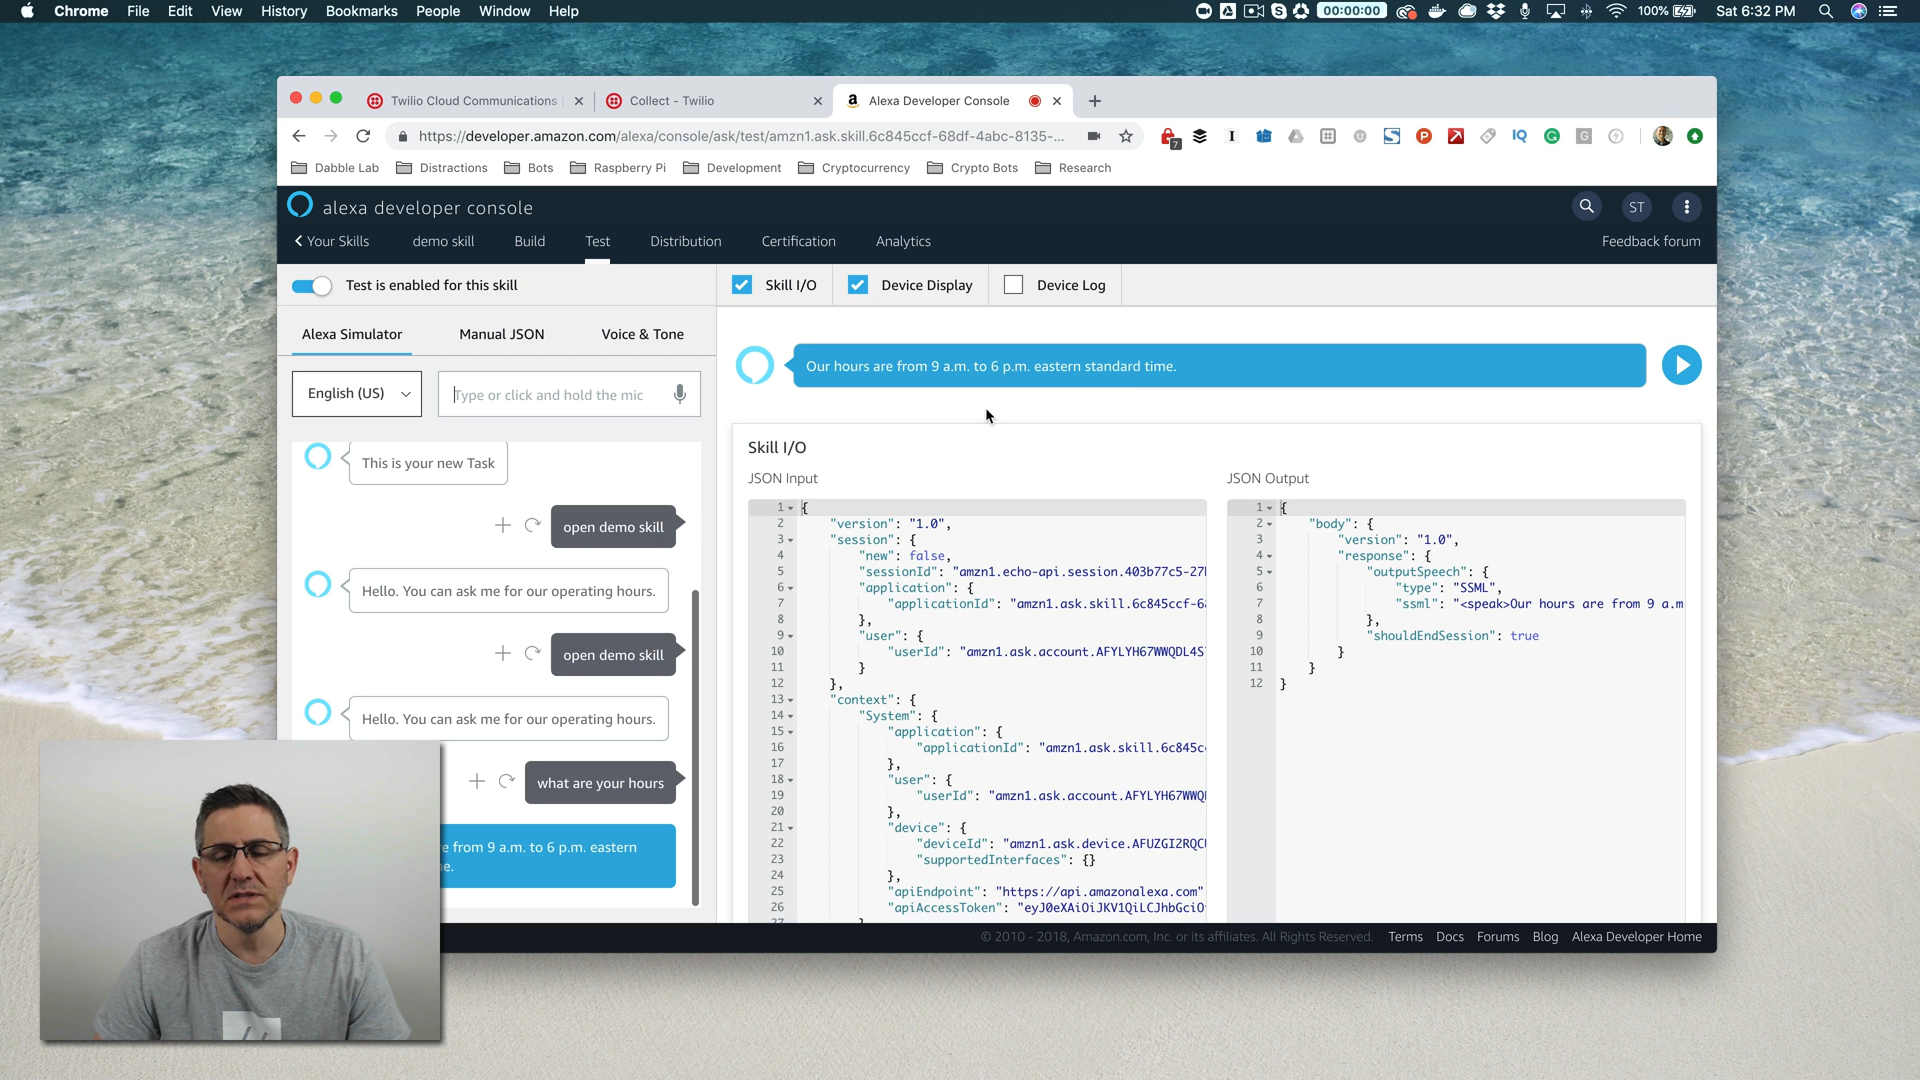 Chrome File Edit View History Bookmarks People Window Help 00:00:00 100% Sat 6:32 PM
Twilio Cloud Communications Collect - Twilio a Alexa Developer Console
https://developer.amazon.com/alexa/console/ask/test/amzn1.ask.skill.6c845ccf-68df-4abc-8135-... 7 I S P IQ G G
Dabble Lab Distractions Bots Raspberry Pi Development Cryptocurrency Crypto Bots Research
alexa developer console ST
Your Skills demo skill Build Test Distribution Certification Analytics Feedback forum
Test is enabled for this skill Skill I/O Device Display Device Log
Alexa Simulator Manual JSON Voice & Tone
Our hours are from 9 a.m. to 6 p.m. eastern standard time.
English (US) Type or click and hold the mic
This is your new Task
open demo skill
Hello. You can ask me for our operating hours.
open demo skill
Hello. You can ask me for our operating hours.
what are your hours
from 9 a.m. to 6 p.m. eastern
Skill I/O
JSON Input
1 {
2 "version": "1.0",
3 "session": {
4 "new": false,
5 "sessionId": "amzn1.echo-api.session.403b77c5-27
6 "application": {
7 "applicationId": "amzn1.ask.skill.6c845ccf-6
8 },
9 "user": {
10 "userId": "amzn1.ask.account.AFYLYH67WWQDL4S
11 }
12 },
13 "context": {
14 "System": {
15 "application": {
16 "applicationId": "amzn1.ask.skill.6c845c
17 },
18 "user": {
19 "userId": "amzn1.ask.account.AFYLYH67WWQ
20 },
21 "device": {
22 "deviceId": "amzn1.ask.device.AFUZGI2RQC
23 "supportedInterfaces": {}
24 },
25 "apiEndpoint": "https://api.amazonalexa.com"
26 "apiAccessToken": "eyJ0eXAiOiJKV1QiLCJhbGciO
27
JSON Output
1 {
2 "body": {
3 "version": "1.0",
4 "response": {
5 "outputSpeech": {
6 "type": "SSML",
7 "ssml": "<speak>Our hours are from 9 a.m
8 },
9 "shouldEndSession": true
10 }
11 }
12 }
© 2010 - 2018, Amazon.com, Inc. or its affiliates. All Rights Reserved. Terms Docs Forums Blog Alexa Developer Home